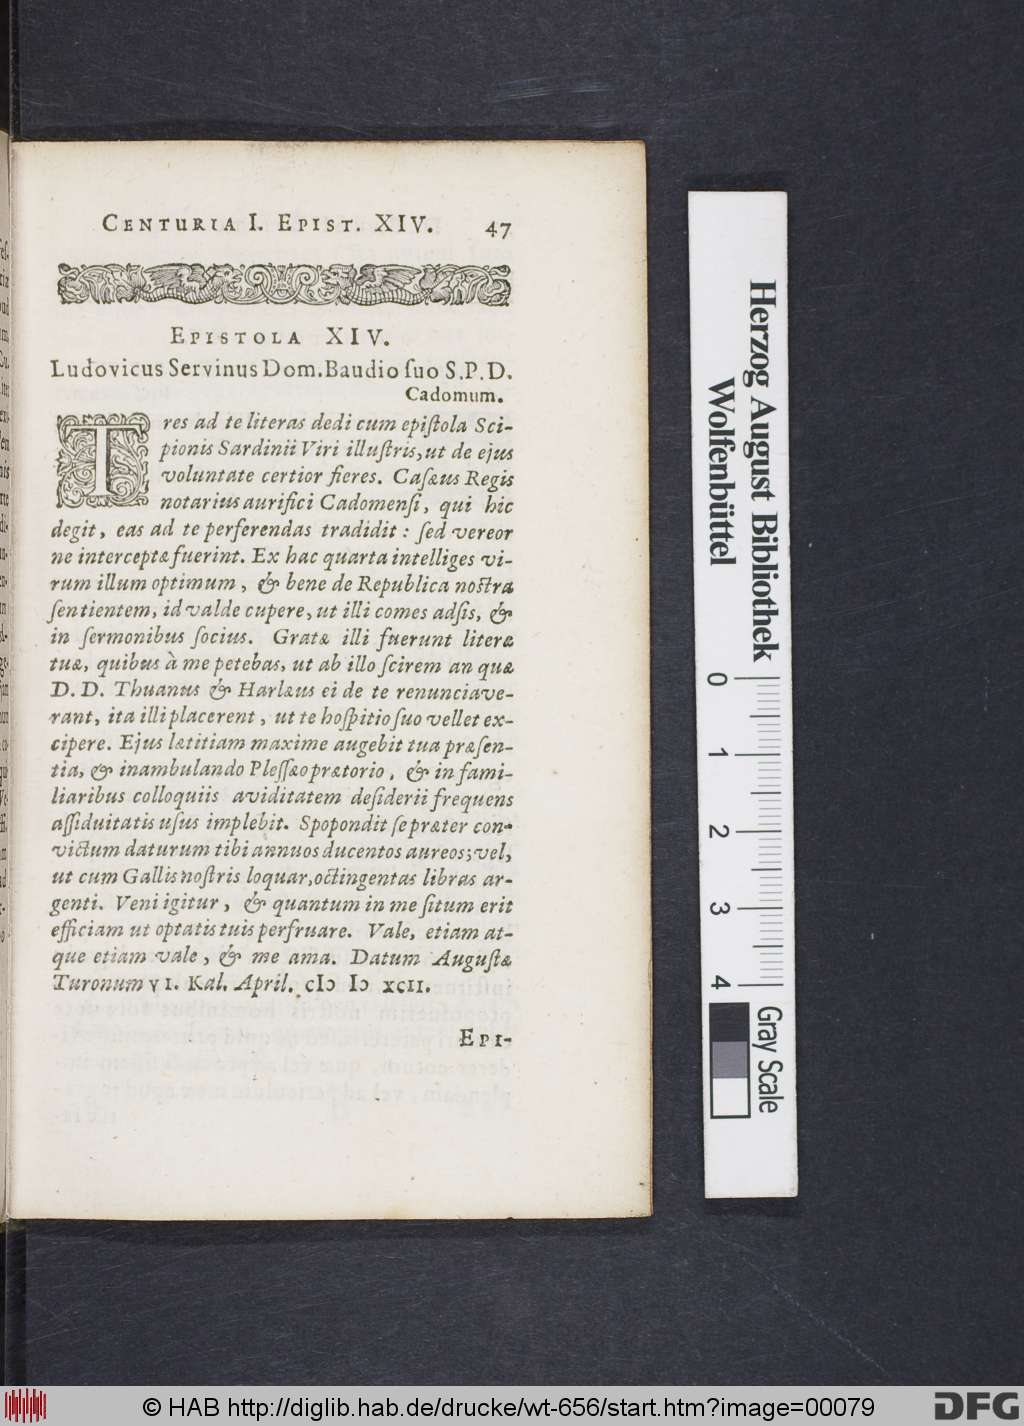 CENTURIA I. EPIST. XIV. 47
EPISTOLA XIV.
Ludovicus Servinus Dom. Baudio ſuo S.P.D.
Cadomum.
Tres ad te literas dedi cum epiſtola Sci-
pionis Sardinii Viri illuſtris, ut de ejus
voluntate certior fieres. Caſæus Regis
notarius aurifici Cadomenſi, qui hic
degit, eas ad te perferendas tradidit: ſed vereor
ne interceptæ fuerint. Ex hac quarta intelliges vi-
rum illum optimum, & bene de Republica noſtra
ſentientem, id valde cupere, ut illi comes adſis, &
in ſermonibus ſocius. Gratæ illi fuerunt literæ
tuæ, quibus à me petebas, ut ab illo ſcirem an quæ
D. D. Thuanus & Harlæus ei de te renunciave-
rant, ita illi placerent, ut te hoſpitio ſuo vellet ex-
cipere. Ejus lætitiam maxime augebit tua præſen-
tia, & inambulando Pleſſæo prætorio, & in fami-
liaribus colloquiis aviditatem deſiderii frequens
aſſiduitatis uſus implebit. Spopondit ſe præter con-
victum daturum tibi annuos ducentos aureos; vel,
ut cum Gallis noſtris loquar, octingentas libras ar-
genti. Veni igitur, & quantum in me ſitum erit
efficiam ut optatis tuis perfruare. Vale, etiam at-
que etiam vale, & me ama. Datum Auguſtæ
Turonum VI. Kal. April. cIↄ Iↄ XCII.
EPI-
Herzog August Bibliothek
Wolfenbüttel
0 1 2 3 4
Gray Scale
© HAB http://diglib.hab.de/drucke/wt-656/start.htm?image=00079
DFG